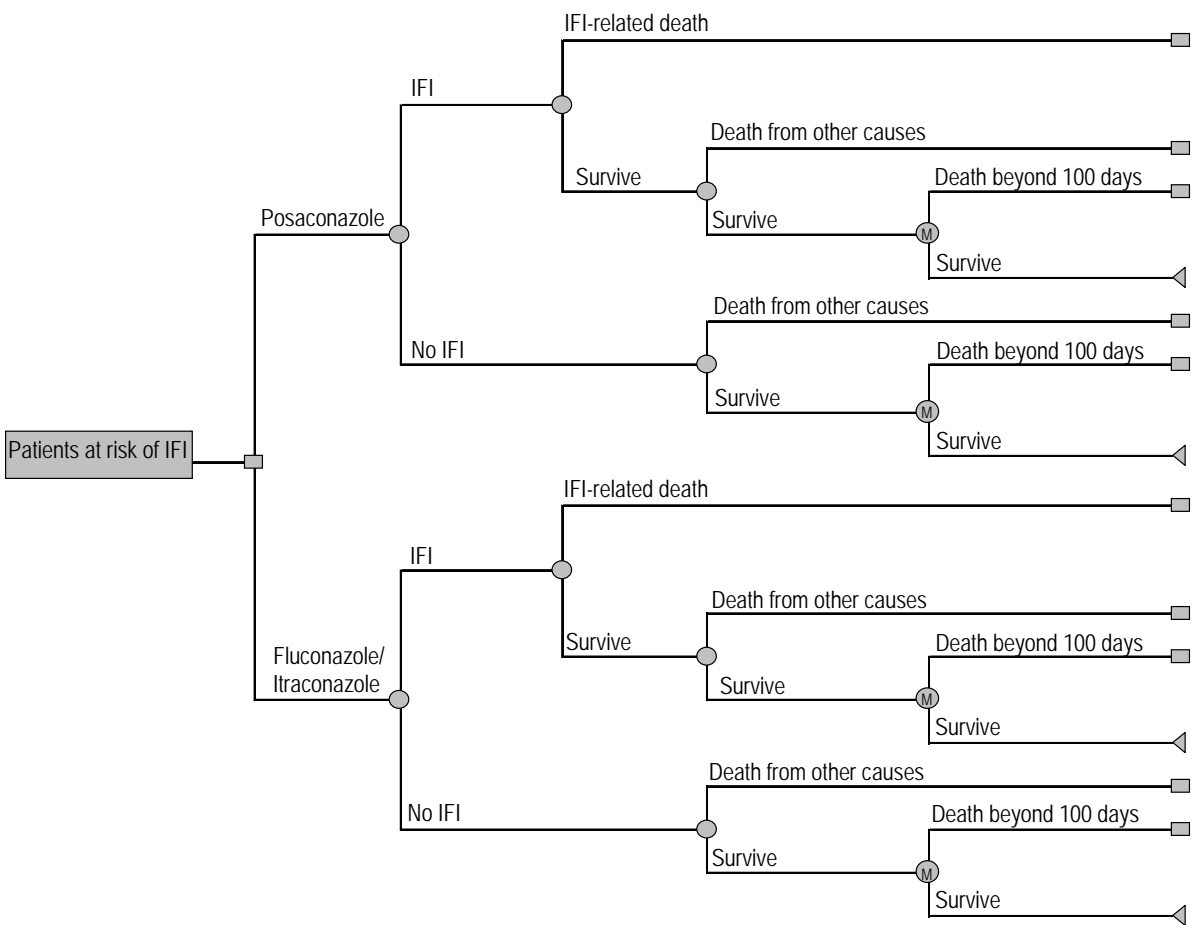 IFI-related death
IFI
Death from other causes
Survive
Death beyond 100 days
Posaconazole
Survive
M
Survive
Death from other causes
No IFI
Death beyond 100 days
Survive
M
Survive
Patients at risk of IFI
IFI-related death
IFI
Death from other causes
Survive
Death beyond 100 days
Fluconazole/
Itraconazole
Survive
M
Survive
Death from other causes
No IFI
Death beyond 100 days
Survive
M
Survive